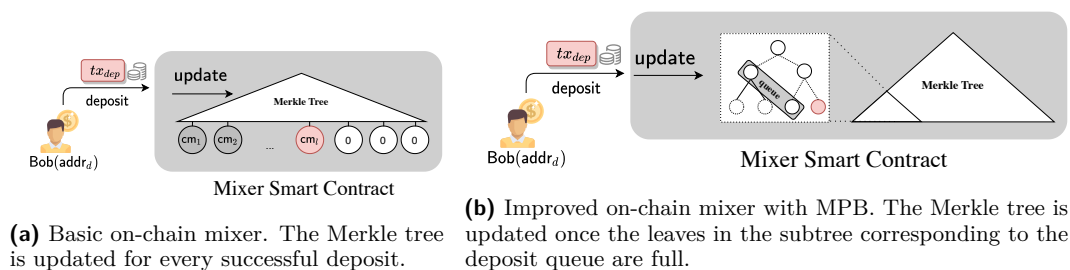 tx_dep
deposit
update
Merkle Tree
cm_1
cm_2
...
cm_l
0
0
0
Bob(addr_d)
Mixer Smart Contract
(a) Basic on-chain mixer. The Merkle tree
is updated for every successful deposit.
tx_dep
deposit
update
queue
Merkle Tree
Bob(addr_d)
Mixer Smart Contract
(b) Improved on-chain mixer with MPB. The Merkle tree is
updated once the leaves in the subtree corresponding to the
deposit queue are full.